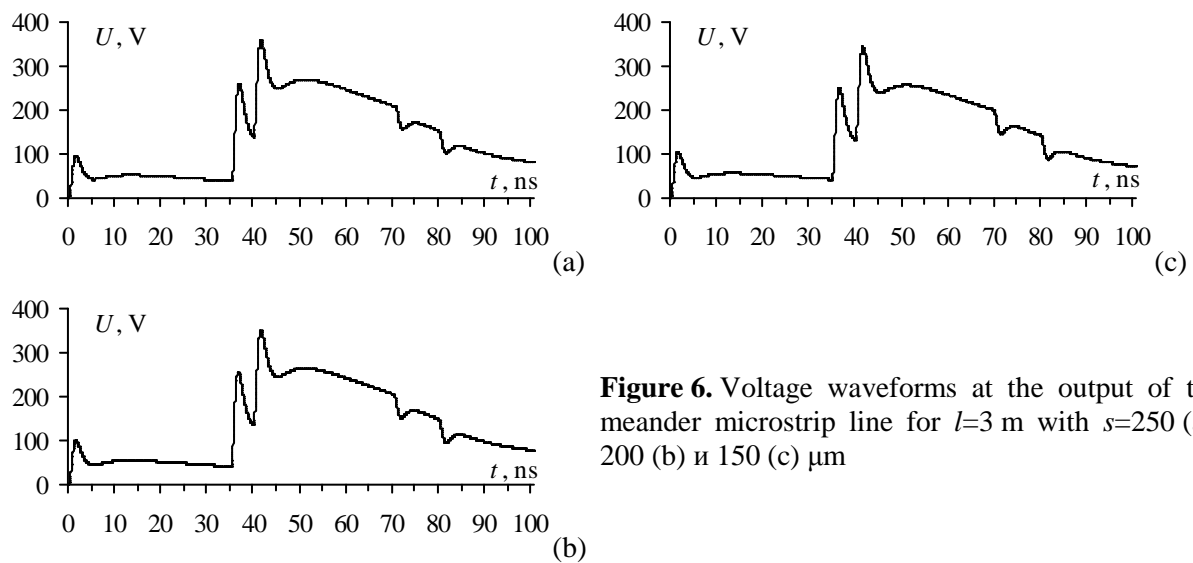 400
U, V
300
200
100
t, ns
0
0 10 20 30 40 50 60 70 80 90 100
(a)
400
U, V
300
200
100
t, ns
0
0 10 20 30 40 50 60 70 80 90 100
(c)
400
U, V
300
200
100
t, ns
0
0 10 20 30 40 50 60 70 80 90 100
(b)
Figure 6. Voltage waveforms at the output of
meander microstrip line for l=3 m with s=250
200 (b) и 150 (c) μm